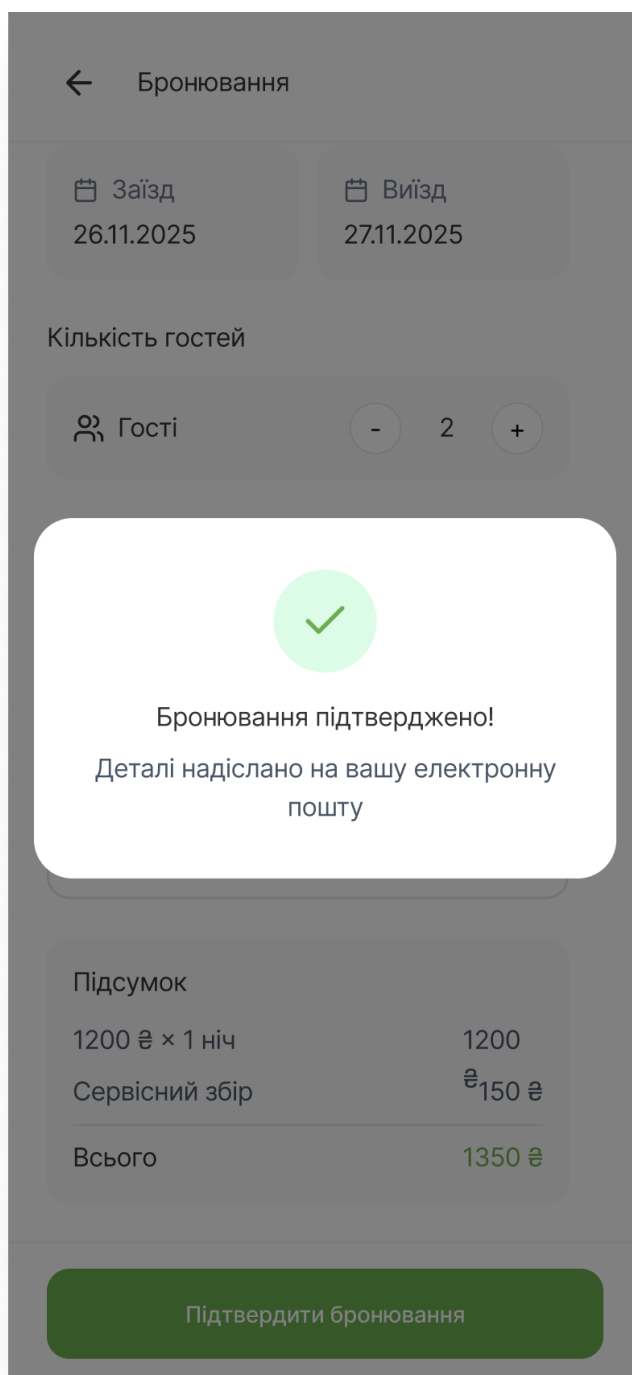 Бронювання
Заїзд
Виїзд
26.11.2025
27.11.2025
Кількість гостей
Гості
-
2
+
Бронювання підтверджено!
Деталі надіслано на вашу електронну
пошту
Підсумок
1200 ₴ × 1 ніч
1200
₴
Сервісний збір
150 ₴
Всього
1350 ₴
Підтвердити бронювання